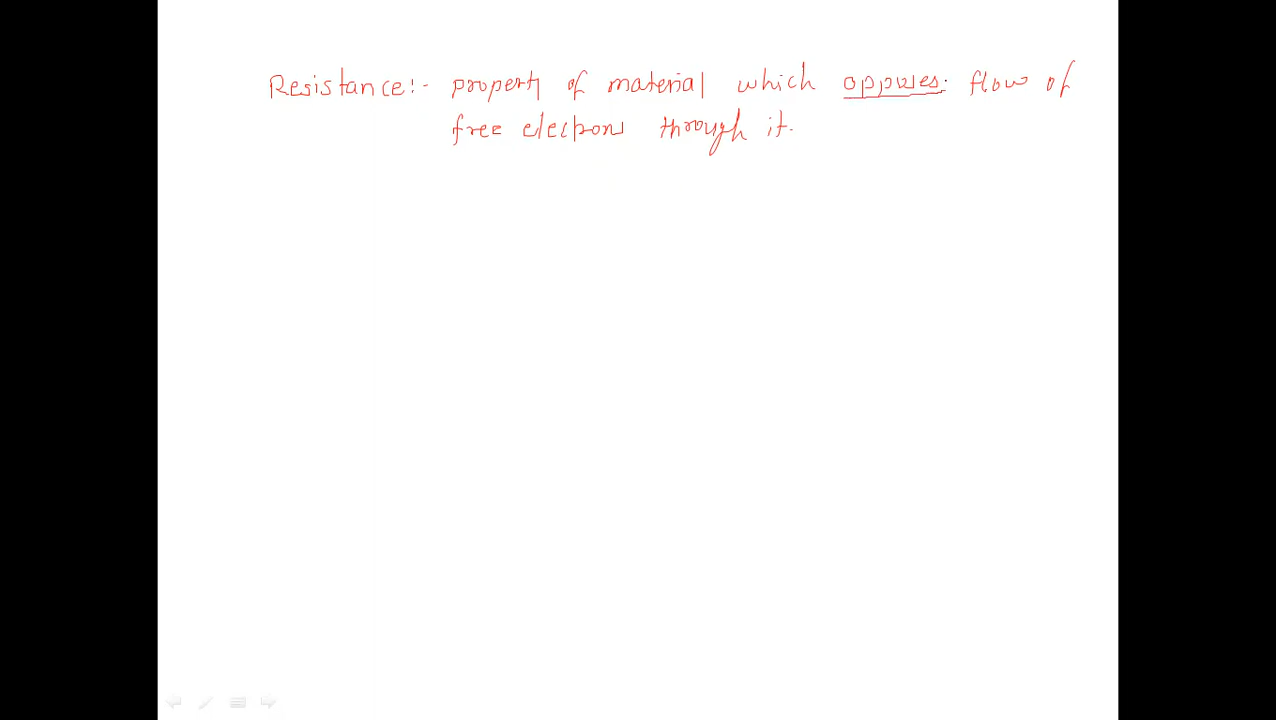 Resistance:- property of material which opposes flow of
free electrons through it.